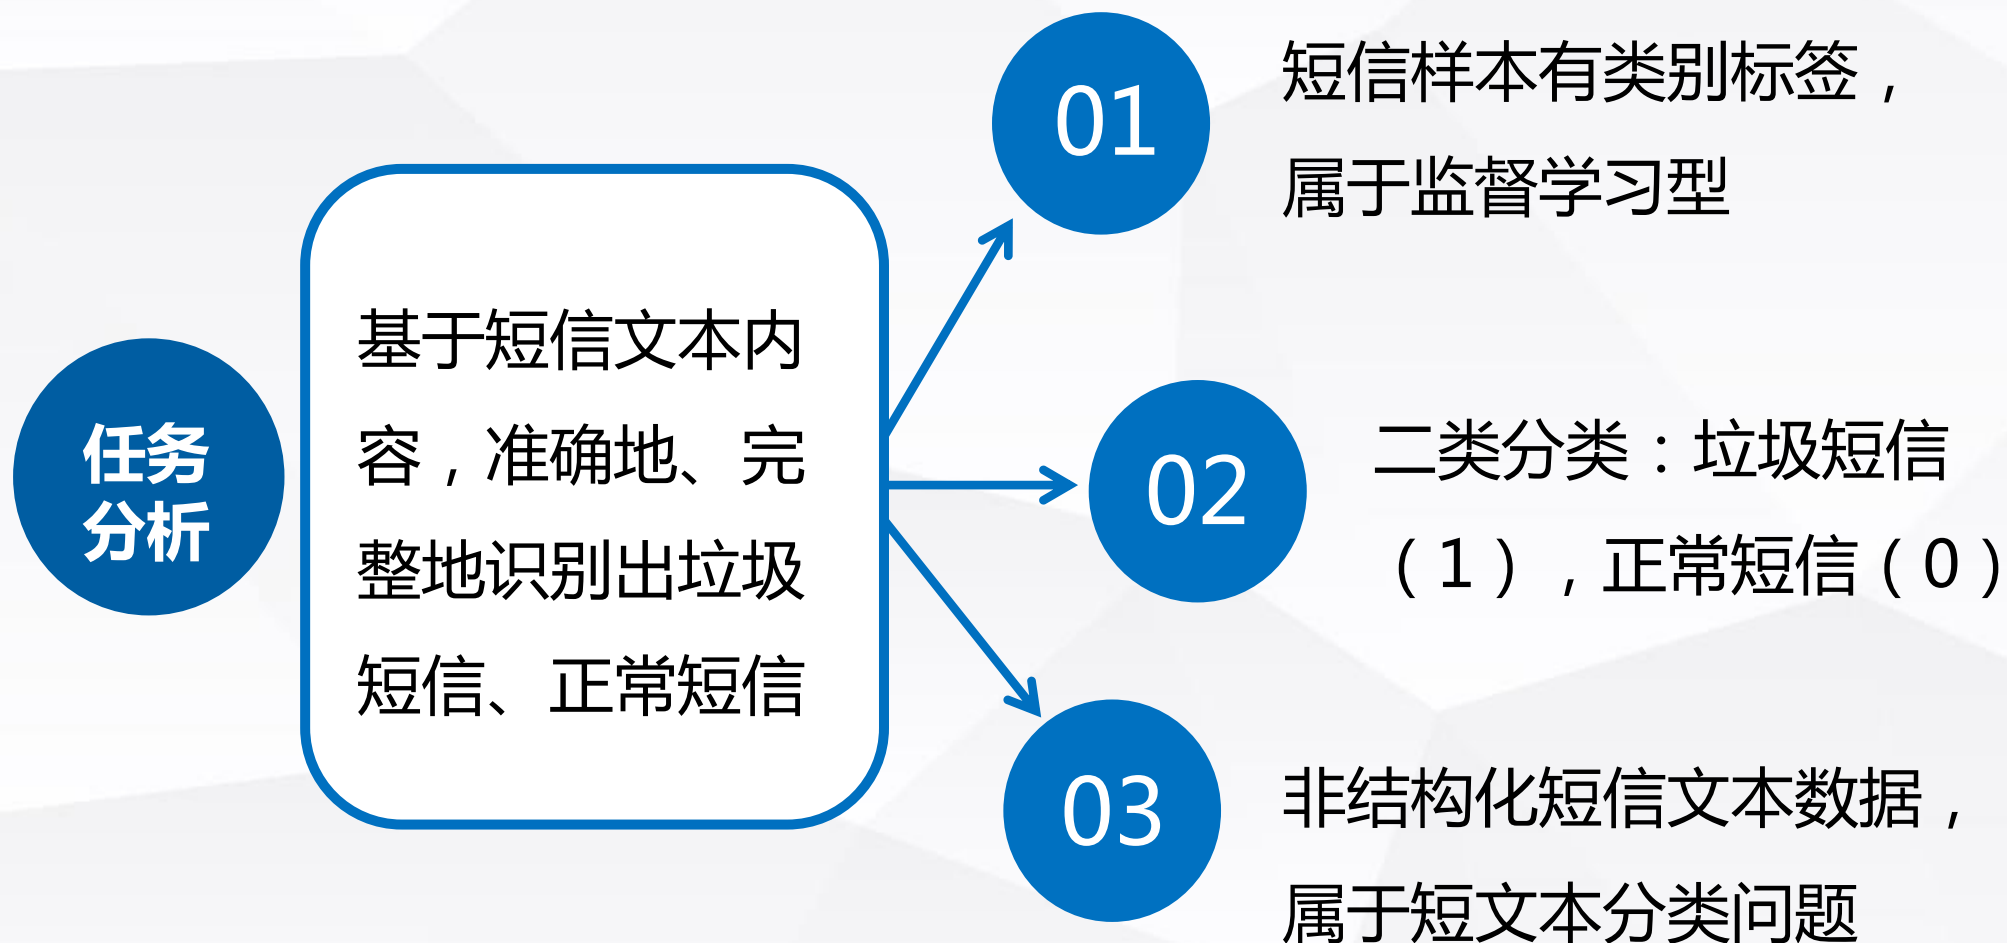 任务
分析
基于短信文本内
容，准确地、完
整地识别出垃圾
短信、正常短信
01
短信样本有类别标签，
属于监督学习型
02
二类分类：垃圾短信
（1），正常短信（0）
03
非结构化短信文本数据，
属于短文本分类问题